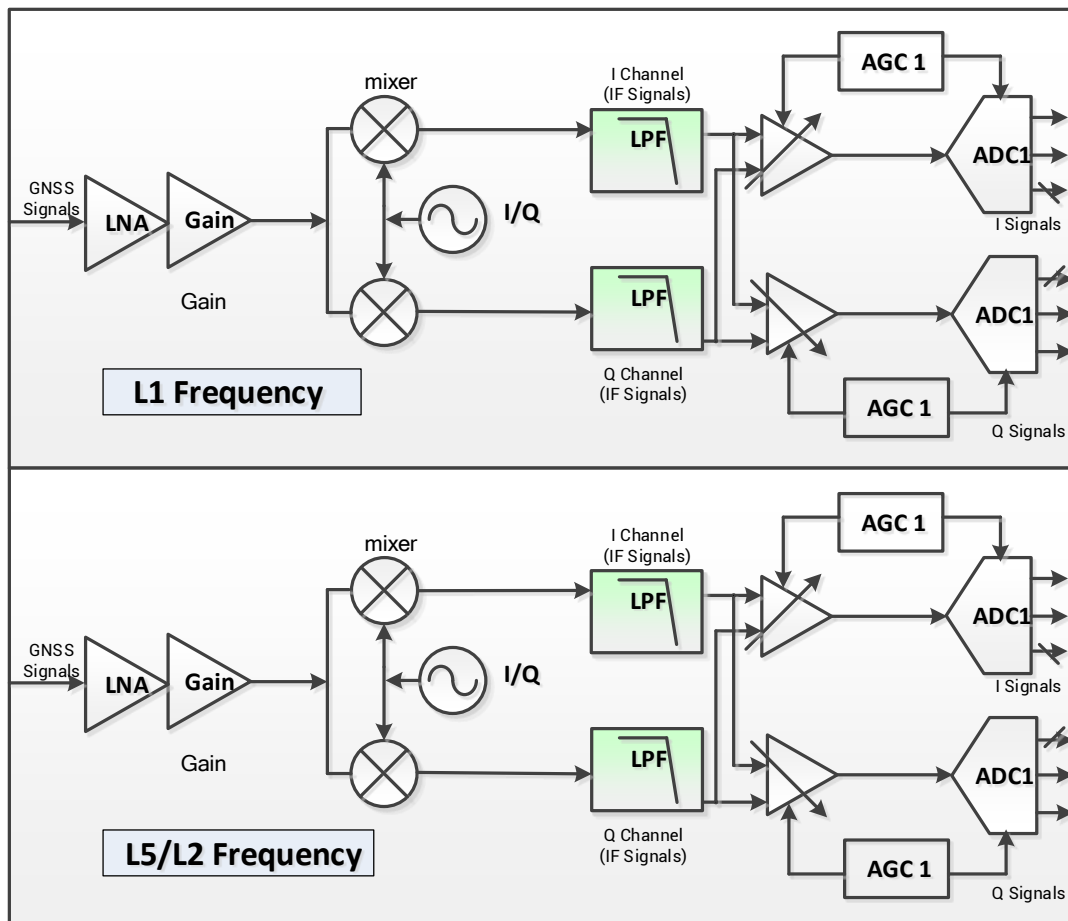 AGC 1
mixer
I Channel
(IF Signals)
LPF
ADC1
GNSS
Signals
LNA
Gain
I/Q
I Signals
Gain
LPF
ADC1
L1 Frequency
Q Channel
(IF Signals)
AGC 1
Q Signals
AGC 1
mixer
I Channel
(IF Signals)
LPF
ADC1
GNSS
Signals
LNA
Gain
I/Q
I Signals
Gain
LPF
ADC1
L5/L2 Frequency
Q Channel
(IF Signals)
AGC 1
Q Signals